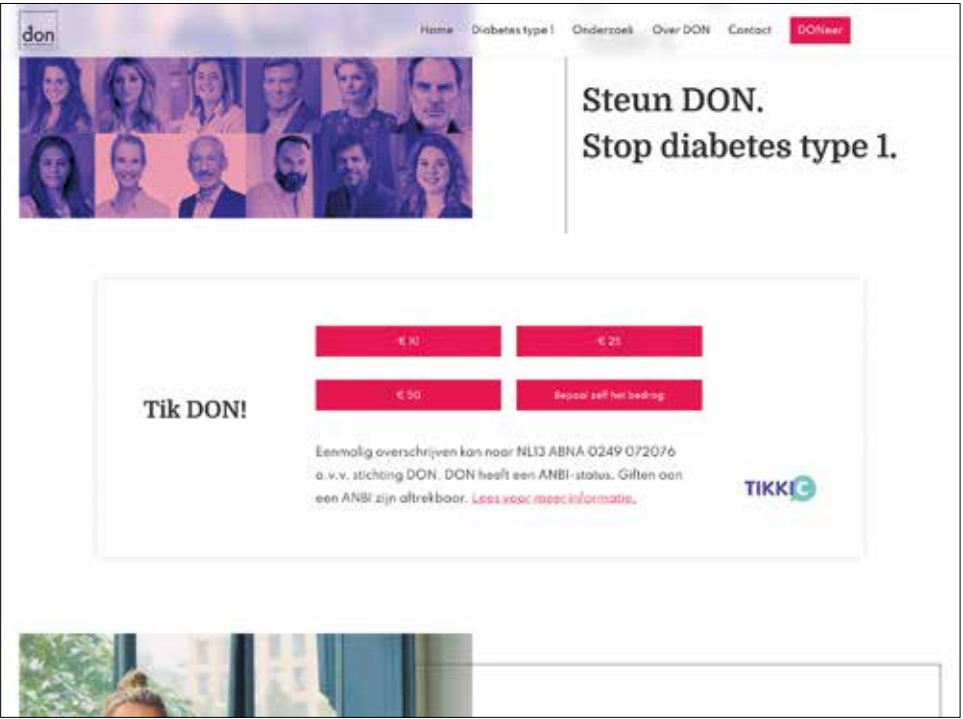 don
Home Diabetes type 1 Onderzoek Over DON Contact DONeer
Steun DON.
Stop diabetes type 1.
Tik DON!
€ 10 € 25
€ 50 Bepaal zelf het bedrag
Eenmalig overschrijven kan naar NL13 ABNA 0249 072076
o.v.v. stichting DON. DON heeft een ANBI-status. Giften aan
een ANBI zijn aftrekbaar. Lees voor meer informatie.
TIKKIE